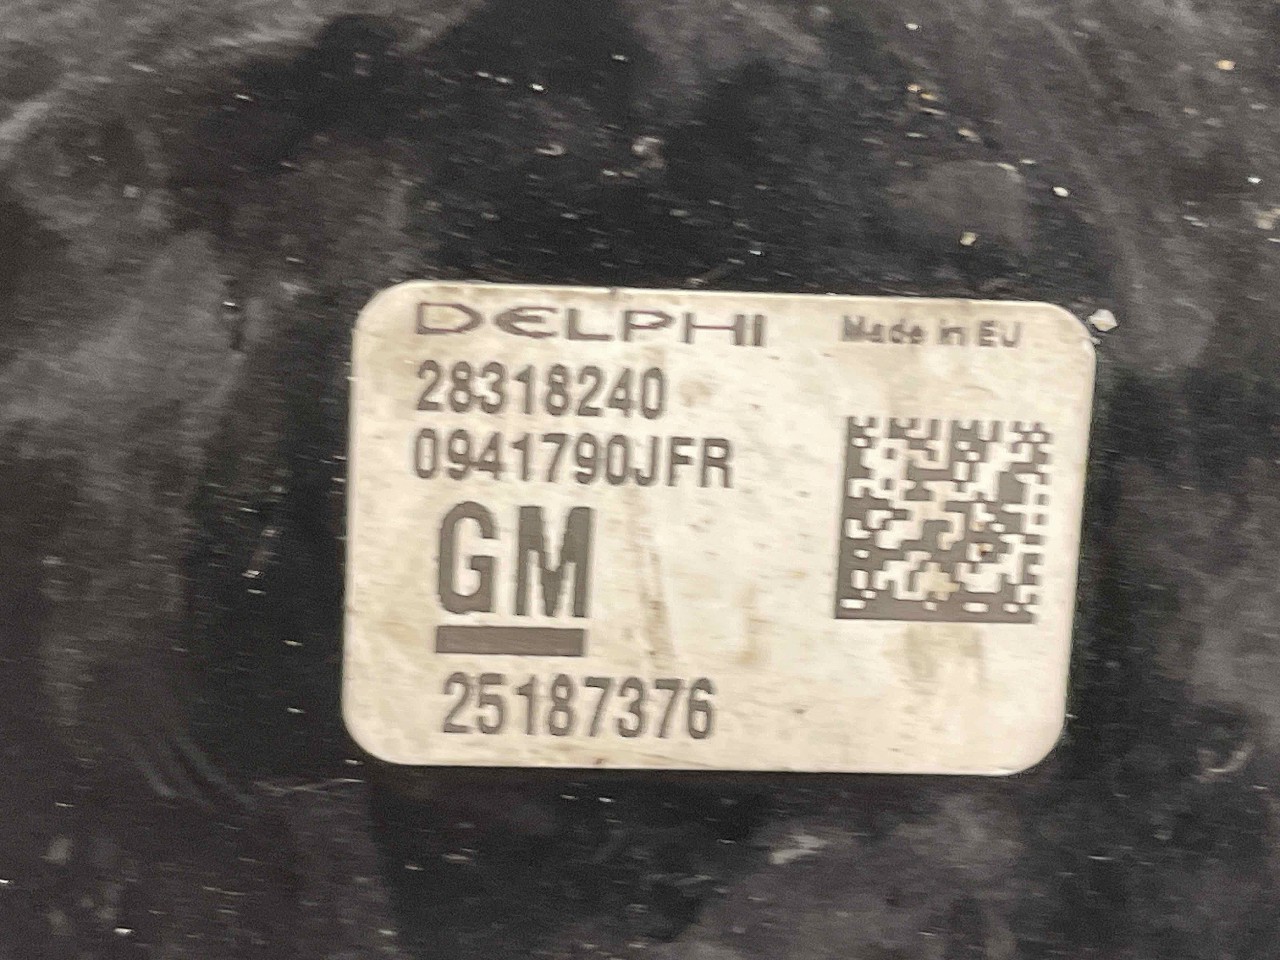 DELPHI Made in EU
28318240
0941790JFR
GM
25187376